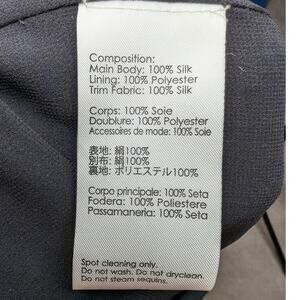 Composition:
Main Body: 100% Silk
Lining: 100% Polyester
Trim Fabric: 100% Silk
Corps: 100% Soie
Doublure: 100% Polyester
Accessoires de mode: 100% Soie
表地: 絹100%
別布: 絹100%
裏地: ポリエステル100%
Corpo principale: 100% Seta
Fodera: 100% Poliestere
Passamaneria: 100% Seta
Spot cleaning only.
Do not wash. Do not dryclean.
Do not steam sequins.